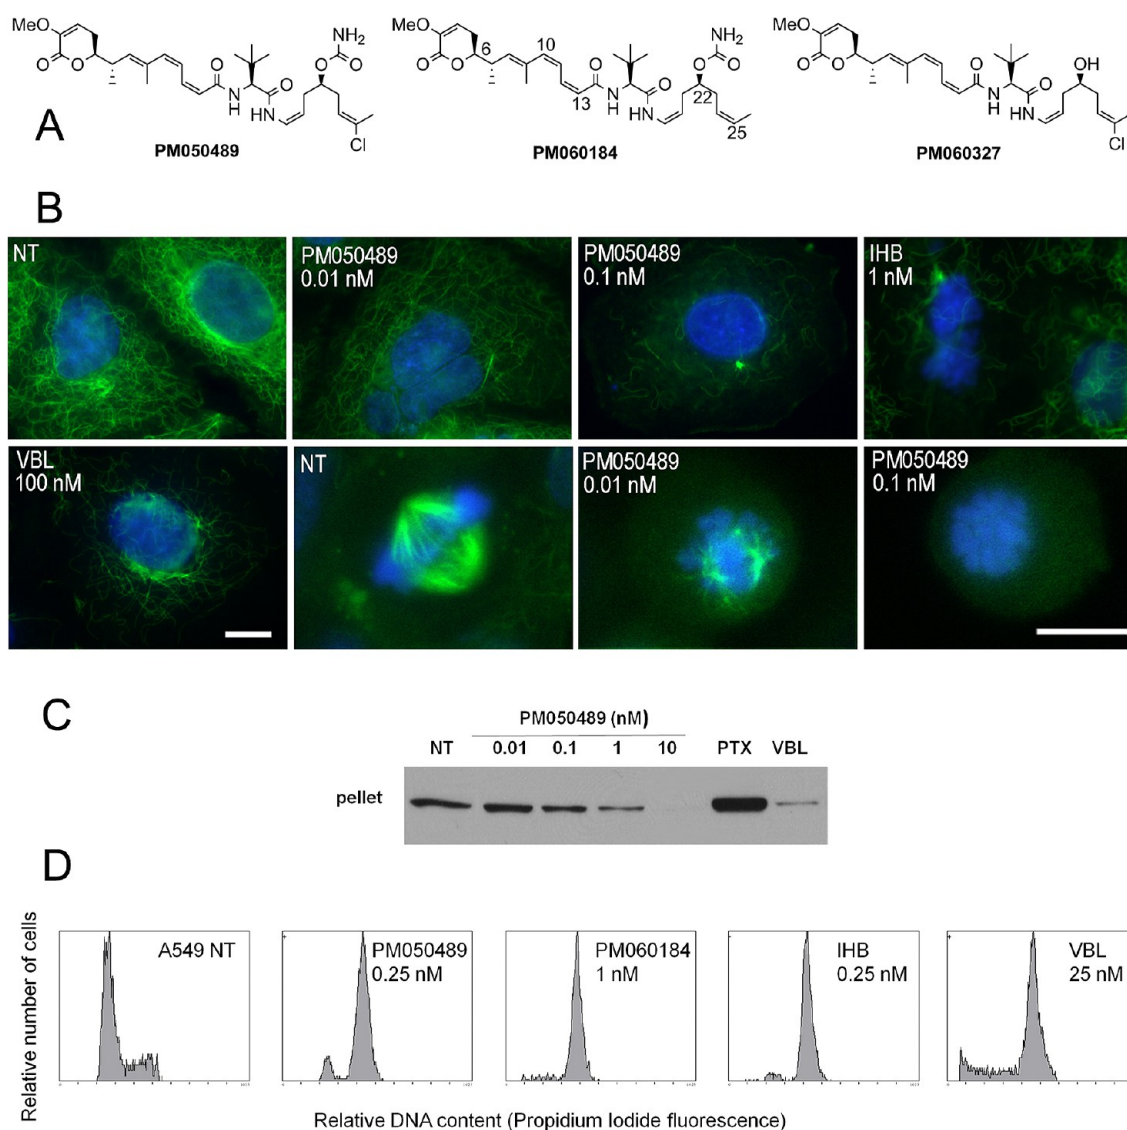 A
MeO
O
O
N
H
O
HN
O
O
NH₂
O
Cl
PM050489
MeO
O
O
6
10
13
O
N
H
O
HN
O
NH₂
O
22
25
PM060184
MeO
O
O
O
N
H
O
HN
OH
Cl
PM060327
B
NT
PM050489
0.01 nM
PM050489
0.1 nM
IHB
1 nM
VBL
100 nM
NT
PM050489
0.01 nM
PM050489
0.1 nM
C
PM050489 (nM)
NT 0.01 0.1 1 10 PTX VBL
pellet
D
Relative number of cells
A549 NT
PM050489
0.25 nM
PM060184
1 nM
IHB
0.25 nM
VBL
25 nM
Relative DNA content (Propidium Iodide fluorescence)